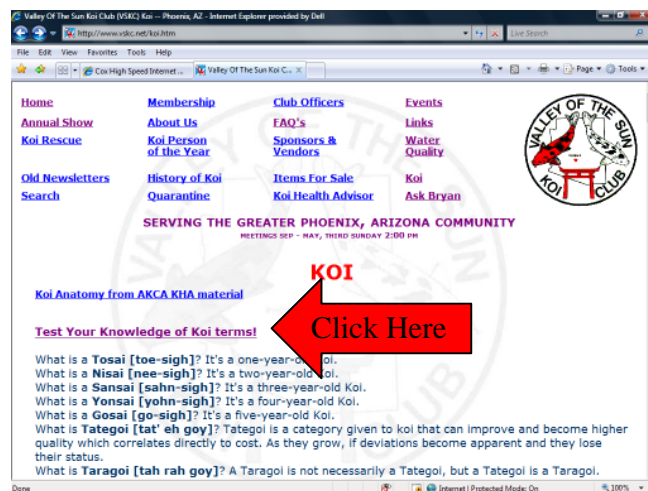 Valley Of The Sun Koi Club (VSKC) Koi -- Phoenix, AZ - Internet Explorer provided by Dell
http://www.vskc.net/koi.htm
Live Search
File Edit View Favorites Tools Help
Cox High Speed Internet ...
Valley Of The Sun Koi C...
Page
Tools
Home Membership Club Officers Events
Annual Show About Us FAQ's Links
Koi Rescue Koi Person of the Year Sponsors & Vendors Water Quality
Old Newsletters History of Koi Items For Sale Koi
Search Quarantine Koi Health Advisor Ask Bryan
VALLEY OF THE SUN
KOI CLUB
SERVING THE GREATER PHOENIX, ARIZONA COMMUNITY
MEETINGS SEP - MAY, THIRD SUNDAY 2:00 PM
KOI
Koi Anatomy from AKCA KHA material
Test Your Knowledge of Koi terms!
Click Here
What is a Tosai [toe-sigh]? It's a one-year-old Koi.
What is a Nisai [nee-sigh]? It's a two-year-old Koi.
What is a Sansai [sahn-sigh]? It's a three-year-old Koi.
What is a Yonsai [yohn-sigh]? It's a four-year-old Koi.
What is a Gosai [go-sigh]? It's a five-year-old Koi.
What is Tategoi [tat' eh goy]? Tategoi is a category given to koi that can improve and become higher
quality which correlates directly to cost. As they grow, if deviations become apparent and they lose
their status.
What is Taragoi [tah rah goy]? A Taragoi is not necessarily a Tategoi, but a Tategoi is a Taragoi.
Done
Internet | Protected Mode: On
100%